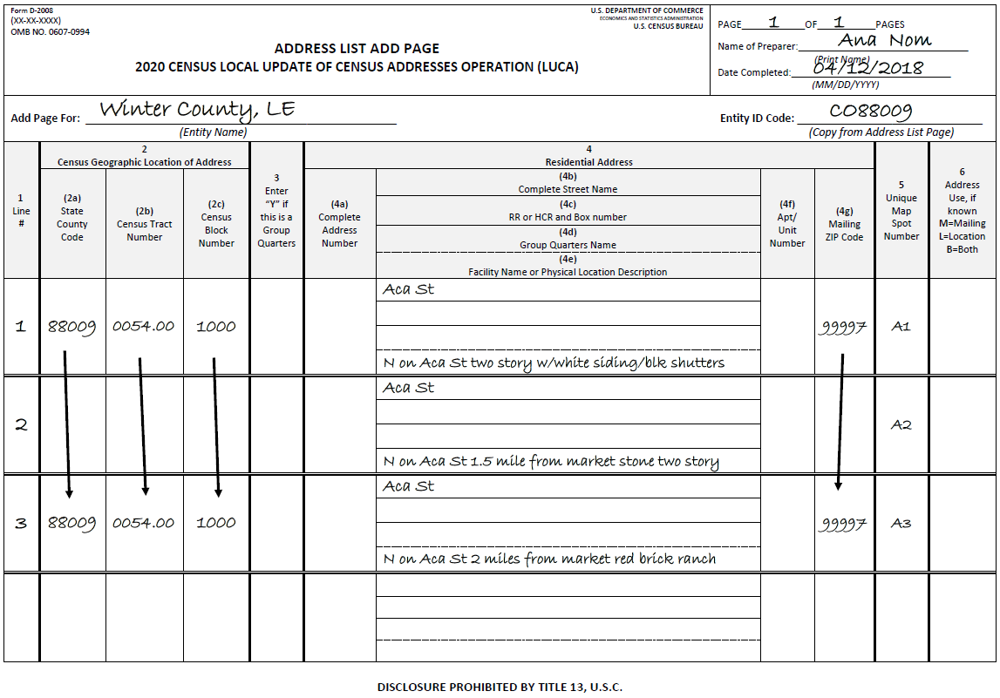 Form D-2008
(XX-XX-XXXX)
OMB NO. 0607-0994
U.S. DEPARTMENT OF COMMERCE
ECONOMICS AND STATISTICS ADMINISTRATION
U.S. CENSUS BUREAU
ADDRESS LIST ADD PAGE
2020 CENSUS LOCAL UPDATE OF CENSUS ADDRESSES OPERATION (LUCA)
PAGE 1 OF 1 PAGES
Name of Preparer: Ana Nom
(Print Name)
Date Completed: 04/12/2018
(MM/DD/YYYY)
Add Page For: Winter County, LE
(Entity Name)
Entity ID Code: CO88009
(Copy from Address List Page)
1
Line
#
2
Census Geographic Location of Address
(2a)
State
County
Code
(2b)
Census Tract
Number
(2c)
Census
Block
Number
3
Enter
“Y” if
this is a
Group
Quarters
4
Residential Address
(4a)
Complete
Address
Number
(4b)
Complete Street Name
(4c)
RR or HCR and Box number
(4d)
Group Quarters Name
(4e)
Facility Name or Physical Location Description
(4f)
Apt/
Unit
Number
(4g)
Mailing
ZIP Code
5
Unique
Map
Spot
Number
6
Address
Use, if
known
M=Mailing
L=Location
B=Both
Aca St
1 88009 0054.00 1000 99997 A1
N on Aca St two story w/white siding/blk shutters
Aca St
2 A2
N on Aca St 1.5 mile from market stone two story
Aca St
3 88009 0054.00 1000 99997 A3
N on Aca St 2 miles from market red brick ranch
DISCLOSURE PROHIBITED BY TITLE 13, U.S.C.